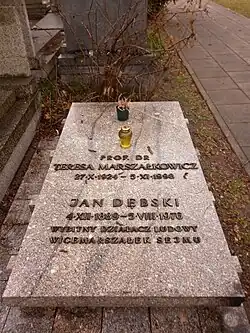 PROF. DR
TERESA MARSZAŁKOWICZ
27·X·1924 – 5·XI·1998
JAN DĘBSKI
4·XII·1889 – 5·VIII·1976
WYBITNY DZIAŁACZ LUDOWY
WICEMARSZAŁEK SEJMU